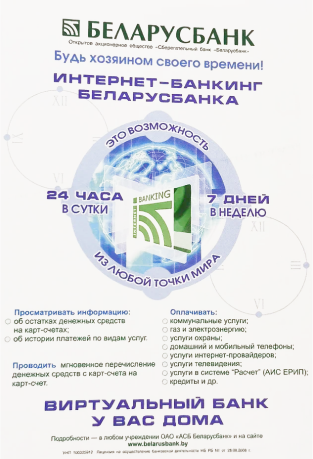 БЕЛАРУСБАНК
Открытое акционерное общество «Сберегательный банк «Беларусбанк»
Будь хозяином своего времени!
ИНТЕРНЕТ–БАНКИНГ
БЕЛАРУСБАНКА
ЭТО ВОЗМОЖНОСТЬ
24 ЧАСА
В СУТКИ
ИНТЕРНЕТ
BANKING
7 ДНЕЙ
В НЕДЕЛЮ
ИЗ ЛЮБОЙ ТОЧКИ МИРА
Просматривать информацию:
об остатках денежных средств
на карт-счетах;
об истории платежей по видам услуг.
Проводить мгновенное перечисление
денежных средств с карт-счета на
карт-счет.
Оплачивать:
коммунальные услуги;
газ и электроэнергию;
услуги охраны;
домашний и мобильный телефоны;
услуги интернет-провайдеров;
услуги телевидения;
услуги в системе "Расчет" (АИС ЕРИП);
кредиты и др.
ВИРТУАЛЬНЫЙ БАНК
У ВАС ДОМА
Подробности — в любом учреждении ОАО «АСБ Беларусбанк» и на сайте
www.belarusbank.by